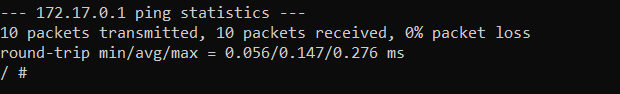 --- 172.17.0.1 ping statistics ---
10 packets transmitted, 10 packets received, 0% packet loss
round-trip min/avg/max = 0.056/0.147/0.276 ms
/ #